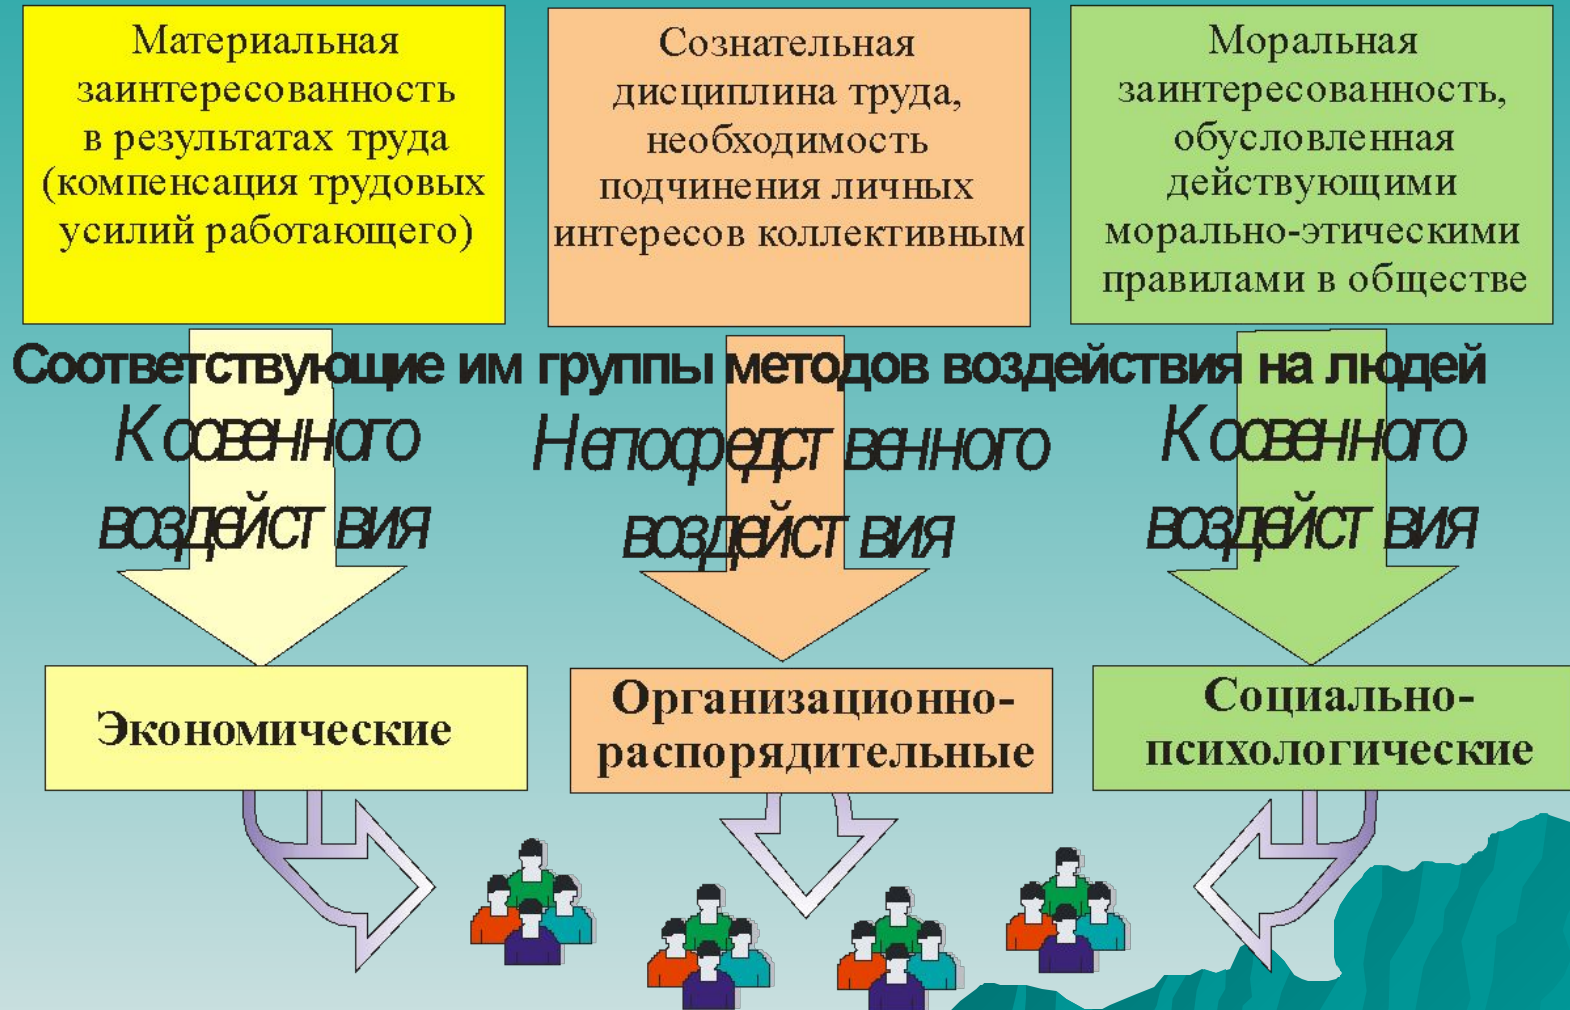 Материальная
заинтересованность
в результатах труда
(компенсация трудовых
усилий работающего)
Сознательная
дисциплина труда,
необходимость
подчинения личных
интересов коллективным
Моральная
заинтересованность,
обусловленная
действующими
морально-этическими
правилами в обществе
Соответствующие им группы методов воздействия на людей
Косвенного
воздействия
Непосредственного
воздействия
Косвенного
воздействия
Экономические
Организационно-
распорядительные
Социально-
психологические